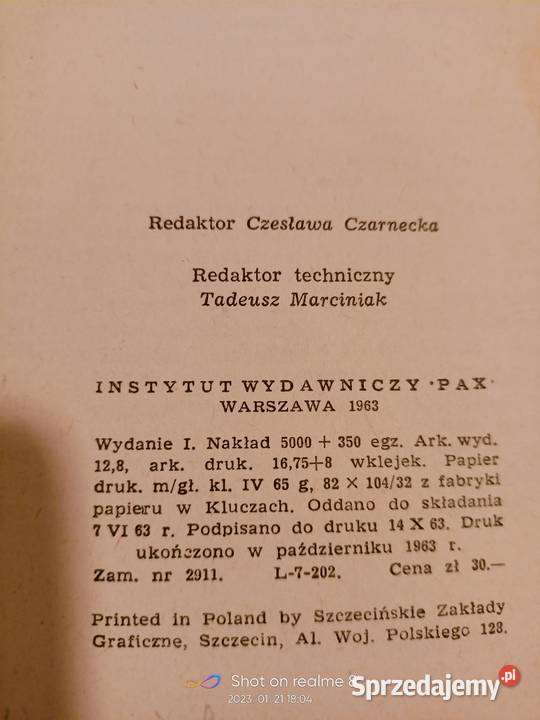 Redaktor Czesława Czarnecka
Redaktor techniczny
Tadeusz Marciniak
INSTYTUT WYDAWNICZY · PAX ·
WARSZAWA 1963
Wydanie I. Nakład 5000 + 350 egz. Ark. wyd.
12,8, ark. druk. 16,75+8 wklejek. Papier
druk. m/gł. kl. IV 65 g, 82 × 104/32 z fabryki
papieru w Kluczach. Oddano do składania
7 VI 63 r. Podpisano do druku 14 X 63. Druk
ukończono w październiku 1963 r.
Zam. nr 2911. L-7-202. Cena zł 30.—
Printed in Poland by Szczecińskie Zakłady
Graficzne, Szczecin, Al. Woj. Polskiego 128.
Shot on realme 8
2023.01.21 18:04
Sprzedajemy.pl